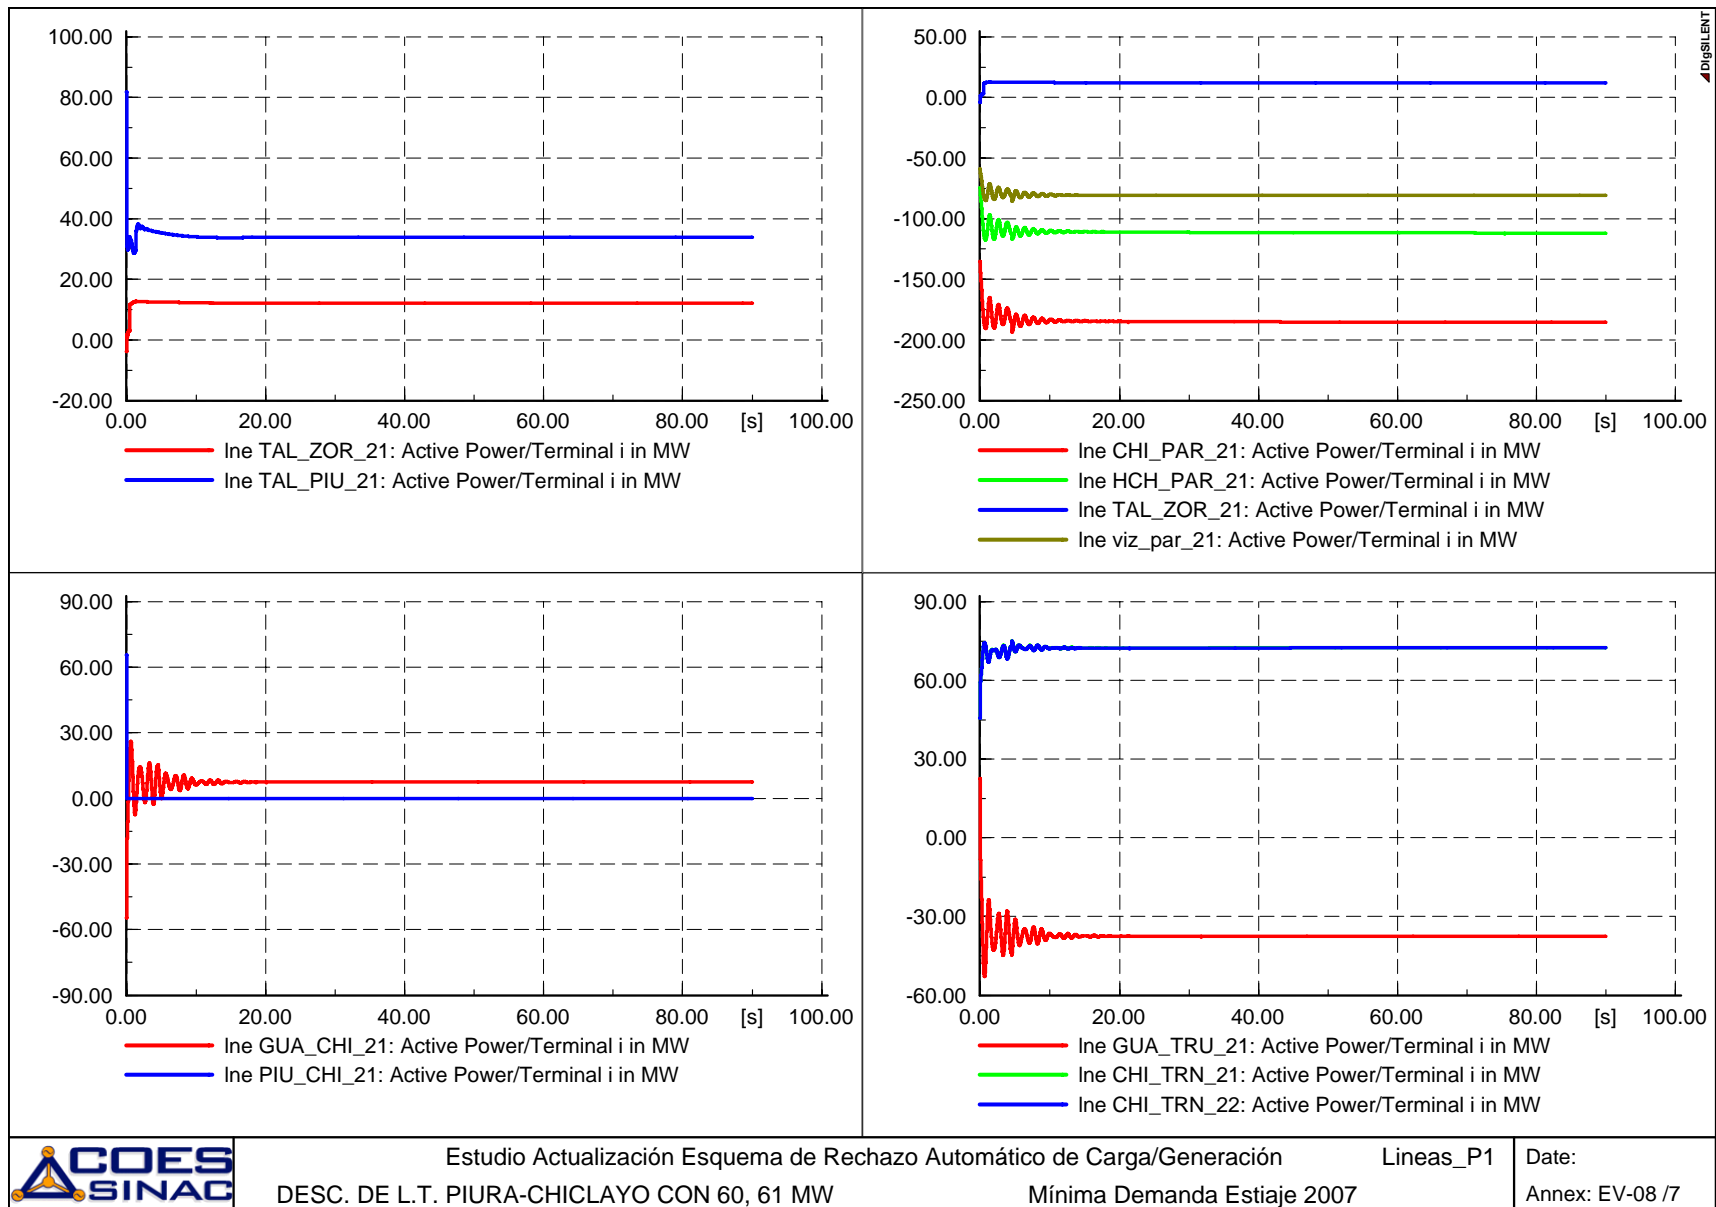 100.00
80.00
60.00
40.00
20.00
0.00
-20.00
0.00 20.00 40.00 60.00 80.00 [s] 100.00
lne TAL_ZOR_21: Active Power/Terminal i in MW
lne TAL_PIU_21: Active Power/Terminal i in MW
50.00
0.00
-50.00
-100.00
-150.00
-200.00
-250.00
0.00 20.00 40.00 60.00 80.00 [s] 100.00
lne CHI_PAR_21: Active Power/Terminal i in MW
lne HCH_PAR_21: Active Power/Terminal i in MW
lne TAL_ZOR_21: Active Power/Terminal i in MW
lne viz_par_21: Active Power/Terminal i in MW
DIgSILENT
90.00
60.00
30.00
0.00
-30.00
-60.00
-90.00
0.00 20.00 40.00 60.00 80.00 [s] 100.00
lne GUA_CHI_21: Active Power/Terminal i in MW
lne PIU_CHI_21: Active Power/Terminal i in MW
90.00
60.00
30.00
0.00
-30.00
-60.00
0.00 20.00 40.00 60.00 80.00 [s] 100.00
lne GUA_TRU_21: Active Power/Terminal i in MW
lne CHI_TRN_21: Active Power/Terminal i in MW
lne CHI_TRN_22: Active Power/Terminal i in MW
COES
SINAC
Estudio Actualización Esquema de Rechazo Automático de Carga/Generación Lineas_P1
DESC. DE L.T. PIURA-CHICLAYO CON 60, 61 MW Mínima Demanda Estiaje 2007
Date:
Annex: EV-08 /7